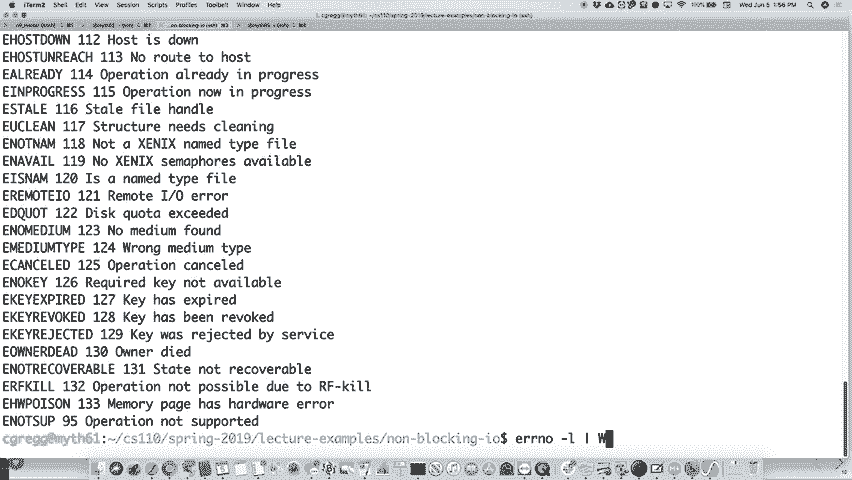 iTerm2 Shell Edit View Session Scripts Profiles Toolbelt Window Help 100% Wed Jun 5 1:56 PM
EHOSTDOWN 112 Host is down
EHOSTUNREACH 113 No route to host
EALREADY 114 Operation already in progress
EINPROGRESS 115 Operation now in progress
ESTALE 116 Stale file handle
EUCLEAN 117 Structure needs cleaning
ENOTNAM 118 Not a XENIX named type file
ENAVAIL 119 No XENIX semaphores available
EISNAM 120 Is a named type file
EREMOTEIO 121 Remote I/O error
EDQUOT 122 Disk quota exceeded
ENOMEDIUM 123 No medium found
EMEDIUMTYPE 124 Wrong medium type
ECANCELED 125 Operation canceled
ENOKEY 126 Required key not available
EKEYEXPIRED 127 Key has expired
EKEYREVOKED 128 Key has been revoked
EKEYREJECTED 129 Key was rejected by service
EOWNERDEAD 130 Owner died
ENOTRECOVERABLE 131 State not recoverable
ERFKILL 132 Operation not possible due to RF-kill
EHWPOISON 133 Memory page has hardware error
ENOTSUP 95 Operation not supported
cgregg@myth61:~/cs110/spring-2019/lecture-examples/non-blocking-io$ errno -l | W